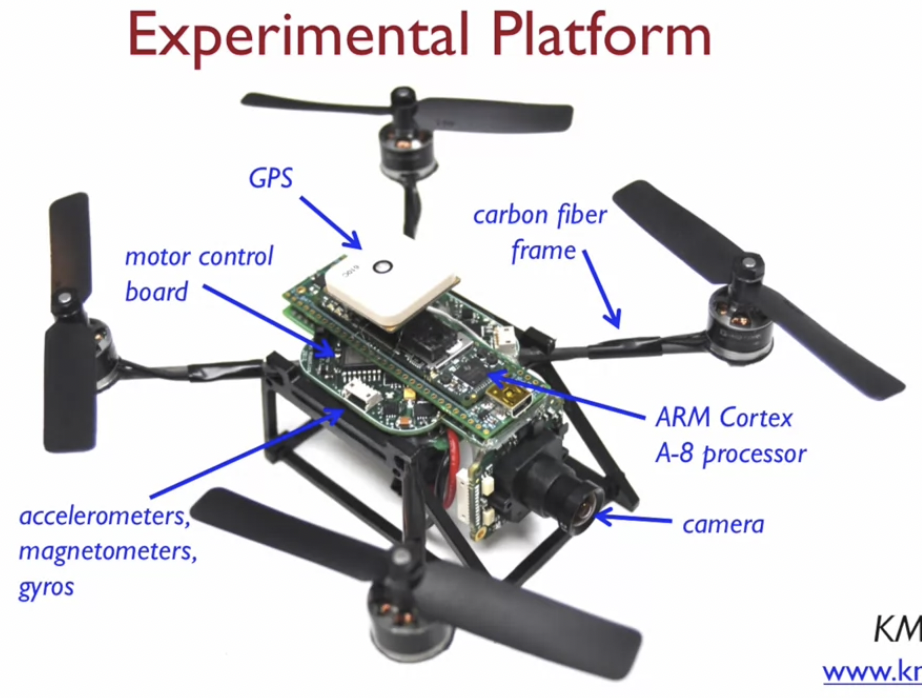 Experimental Platform
GPS
carbon fiber
frame
motor control
board
ARM Cortex
A-8 processor
camera
accelerometers,
magnetometers,
gyros
KM
www.kr